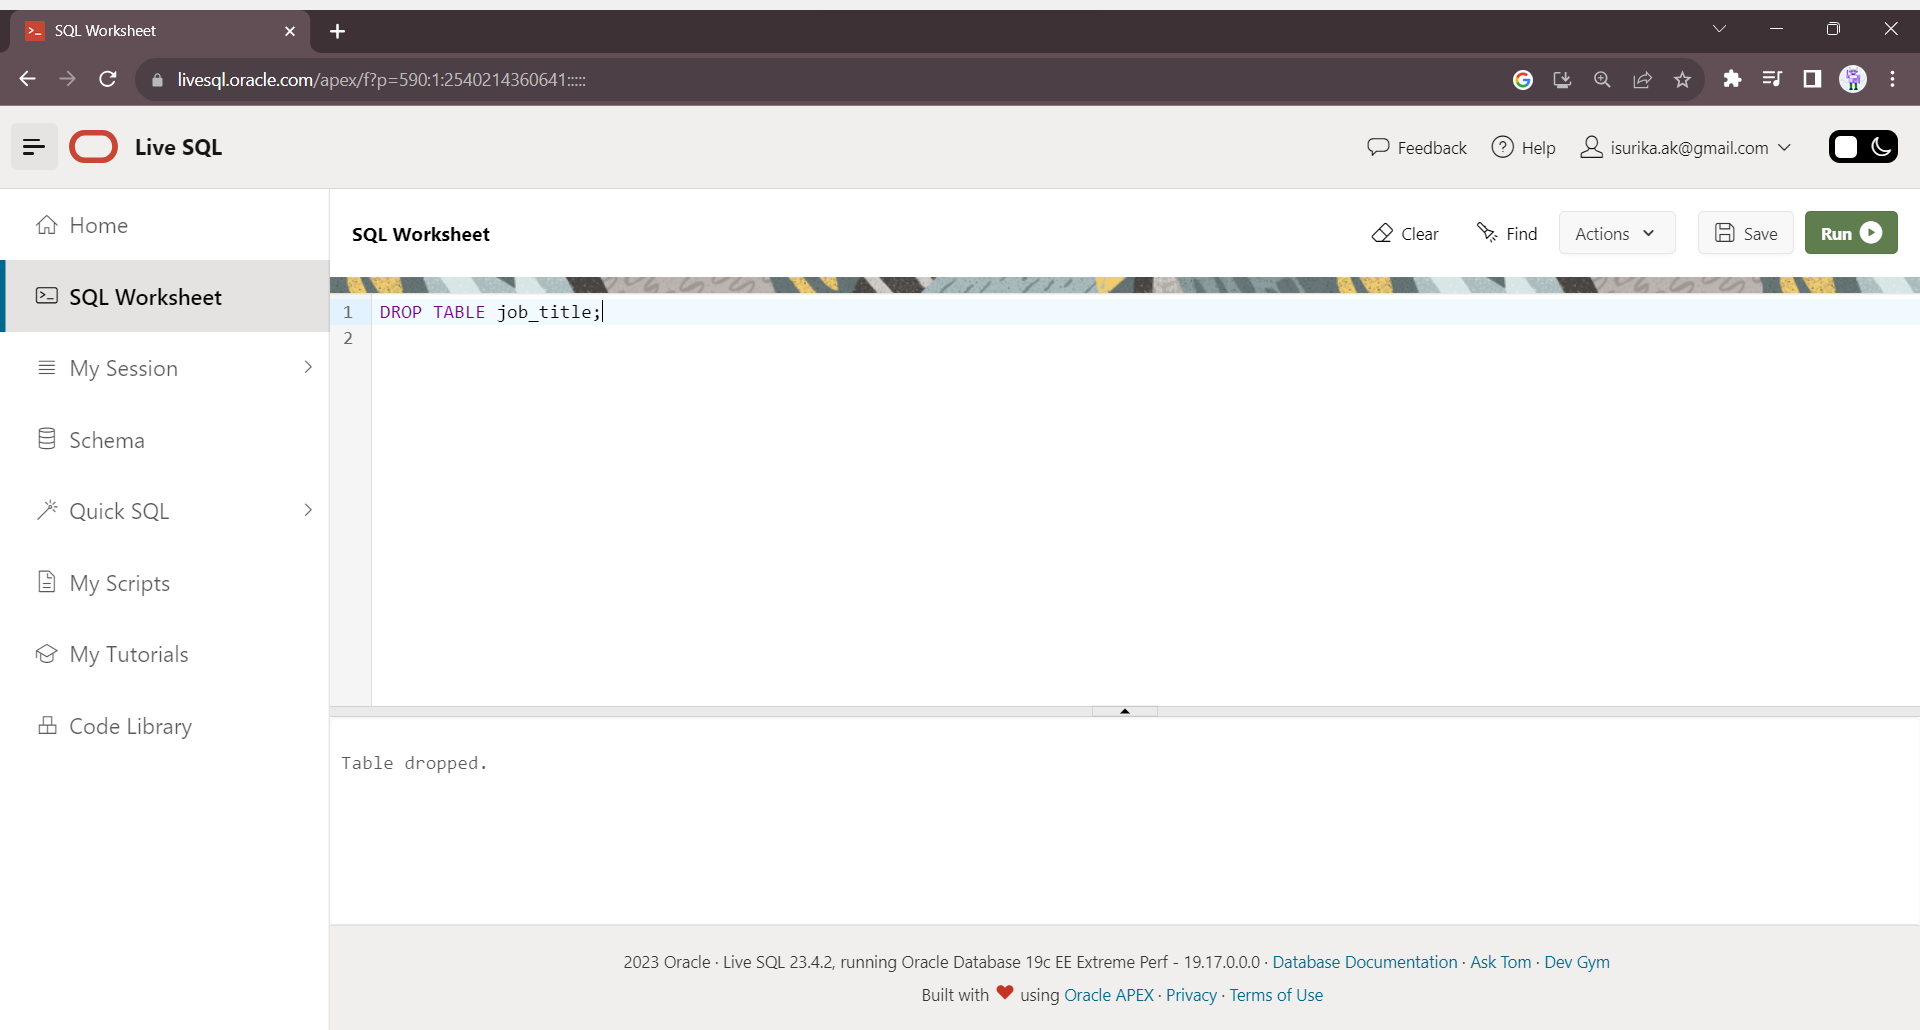 SQL Worksheet
livesql.oracle.com/apex/f?p=590:1:2540214360641:::::
Live SQL
Feedback
Help
isurika.ak@gmail.com
Home
SQL Worksheet
My Session
Schema
Quick SQL
My Scripts
My Tutorials
Code Library
SQL Worksheet
Clear
Find
Actions
Save
Run
1 DROP TABLE job_title;
2
Table dropped.
2023 Oracle · Live SQL 23.4.2, running Oracle Database 19c EE Extreme Perf - 19.17.0.0.0 · Database Documentation · Ask Tom · Dev Gym
Built with ❤ using Oracle APEX · Privacy · Terms of Use